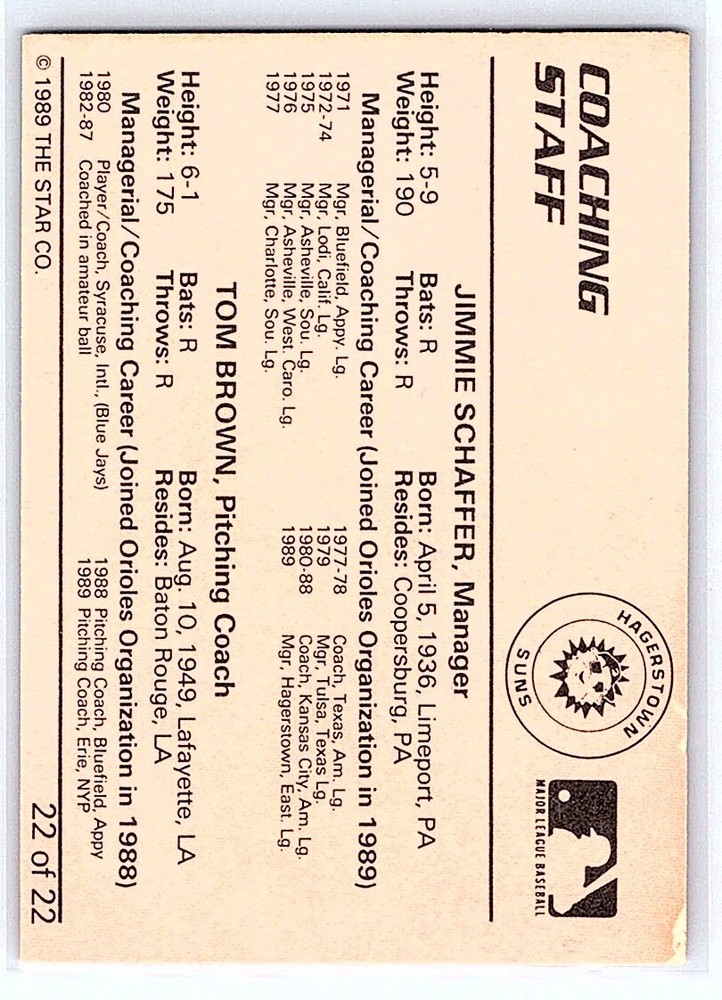 COACHING
STAFF
HAGERSTOWN
SUNS
MAJOR LEAGUE BASEBALL
JIMMIE SCHAFFER, Manager
Height: 5-9 Bats: R Born: April 5, 1936, Limeport, PA
Weight: 190 Throws: R Resides: Coopersburg, PA
Managerial/Coaching Career (Joined Orioles Organization in 1989)
1971 Mgr, Bluefield, Appy. Lg. 1977-78 Coach, Texas, Am. Lg.
1972-74 Mgr, Lodi, Calif. Lg. 1979 Mgr, Tulsa, Texas Lg.
1975 Mgr, Asheville, Sou. Lg. 1980-88 Coach, Kansas City, Am. Lg.
1976 Mgr, Asheville, West. Caro. Lg. 1989 Mgr, Hagerstown, East. Lg.
1977 Mgr, Charlotte, Sou. Lg.
TOM BROWN, Pitching Coach
Height: 6-1 Bats: R Born: Aug. 10, 1949, Lafayette, LA
Weight: 175 Throws: R Resides: Baton Rouge, LA
Managerial/Coaching Career (Joined Orioles Organization in 1988)
1980 Player/Coach, Syracuse, Intl., (Blue Jays) 1988 Pitching Coach, Bluefield, Appy
1982-87 Coached in amateur ball 1989 Pitching Coach, Erie, NYP
© 1989 THE STAR CO. 22 of 22